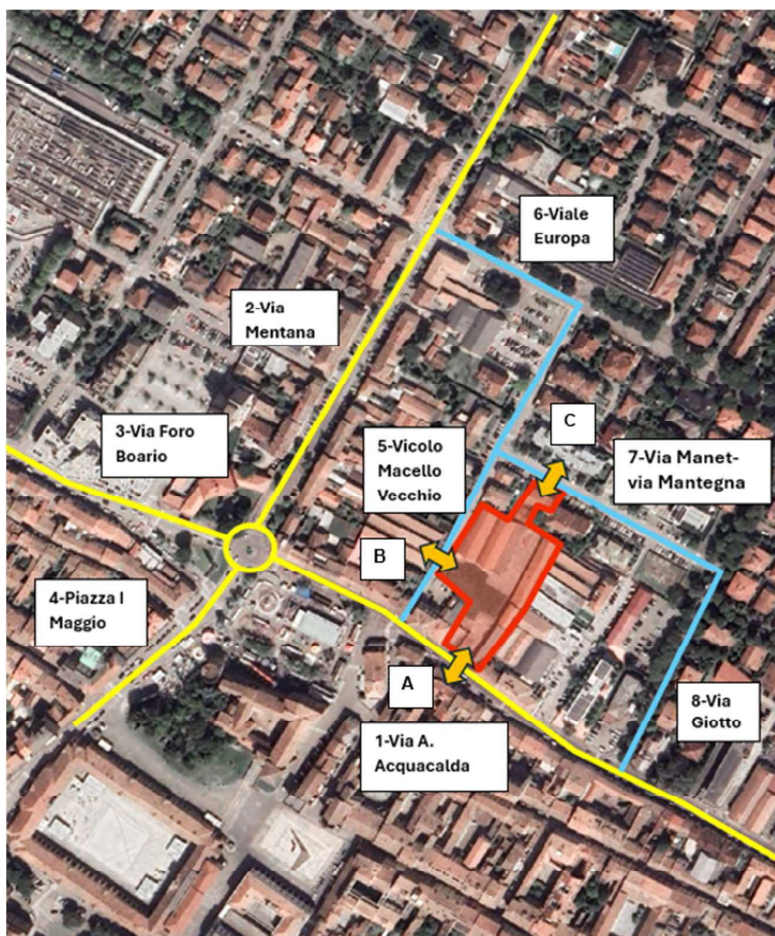 6-Viale
Europa
2-Via
Mentana
3-Via Foro
Boario
5-Vicolo
Macello
Vecchio
C
7-Via Manet-
via Mantegna
B
4-Piazza I
Maggio
A
8-Via
Giotto
1-Via A.
Acquacalda